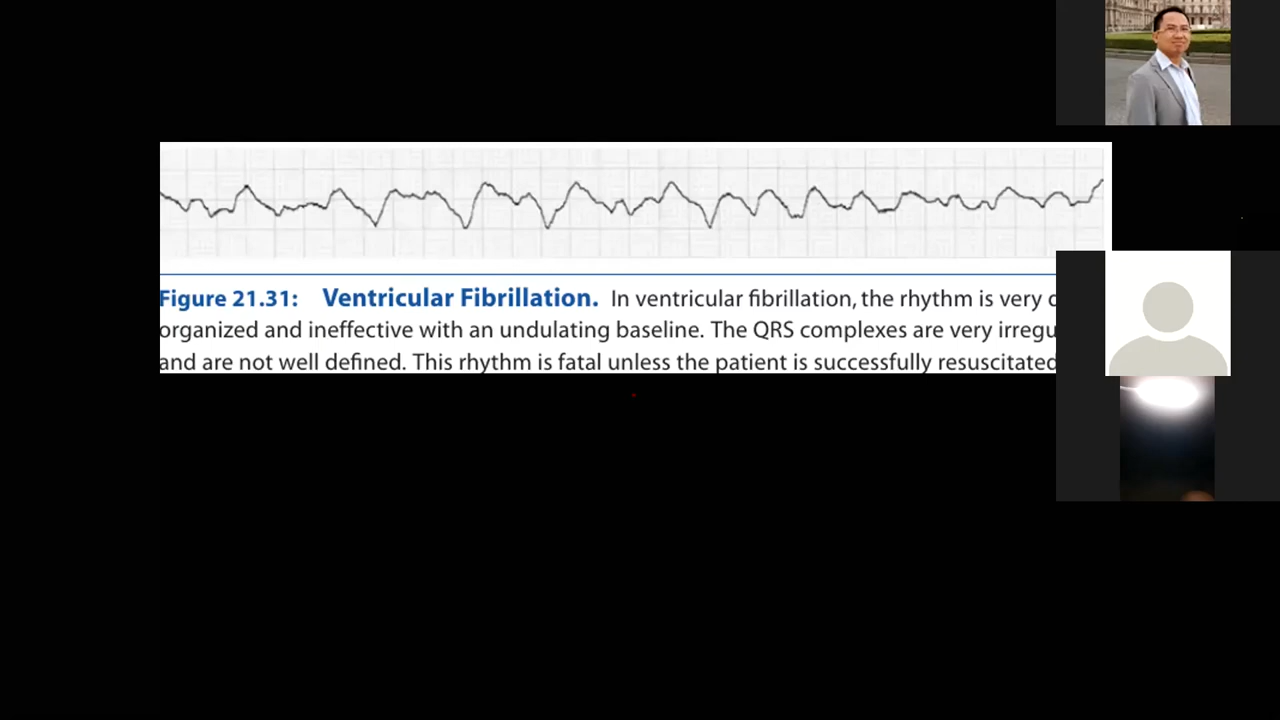 Figure 21.31: Ventricular Fibrillation. In ventricular fibrillation, the rhythm is very
organized and ineffective with an undulating baseline. The QRS complexes are very
and are not well defined. This rhythm is fatal unless the patient is successfully resuscitated